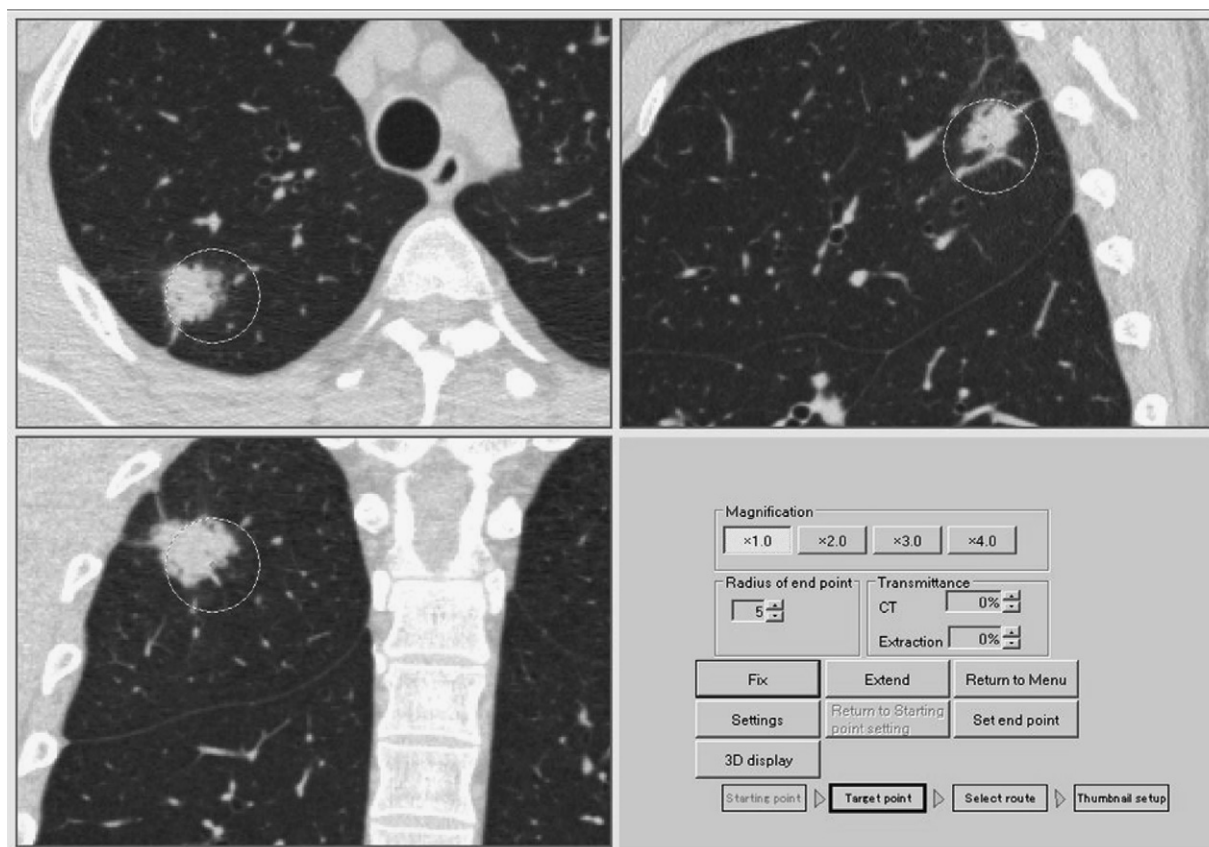 Magnification
×1.0 ×2.0 ×3.0 ×4.0
Radius of end point Transmittance
5 CT 0%
Extraction 0%
Fix Extend Return to Menu
Settings Return to Starting point setting Set end point
3D display
Starting point Target point Select route Thumbnail setup